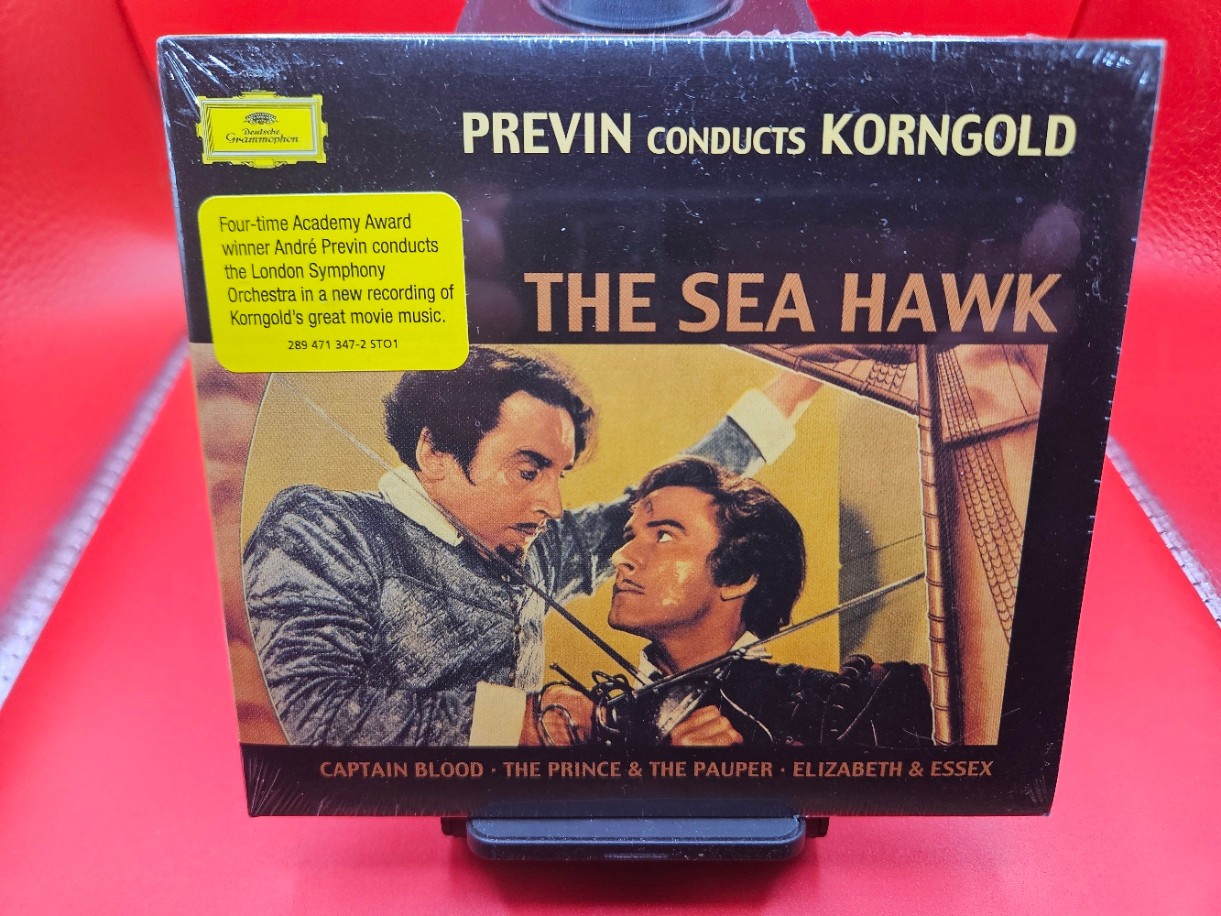 Deutsche
Grammophon
PREVIN CONDUCTS KORNGOLD
Four-time Academy Award
winner André Previn conducts
the London Symphony
Orchestra in a new recording of
Korngold's great movie music.
289 471 347-2 STO1
THE SEA HAWK
CAPTAIN BLOOD · THE PRINCE & THE PAUPER · ELIZABETH & ESSEX